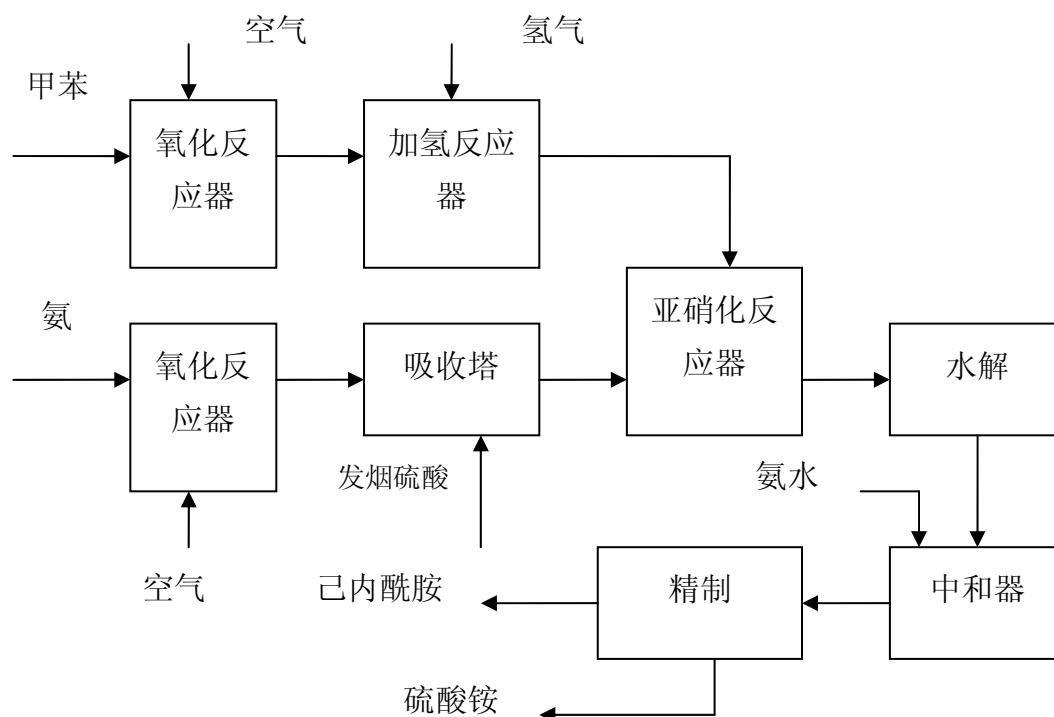 空气
氢气
甲苯
氧化反
应器
加氢反应
器
氨
氧化反
应器
吸收塔
亚硝化反
应器
水解
发烟硫酸
氨水
空气
己内酰胺
精制
中和器
硫酸铵